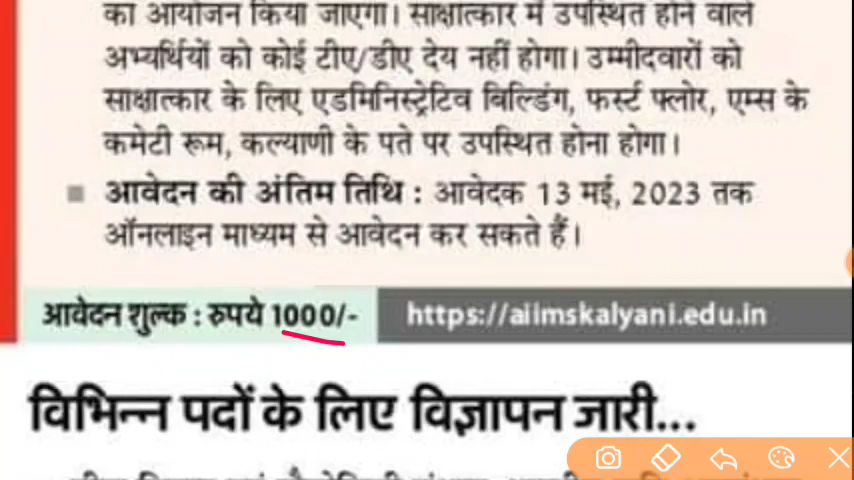 का आयोजन किया जाएगा। साक्षात्कार में उपस्थित होने वाले
अभ्यर्थियों को कोई टीए/डीए देय नहीं होगा। उम्मीदवारों को
साक्षात्कार के लिए एडमिनिस्ट्रेटिव बिल्डिंग, फर्स्ट फ्लोर, एम्स के
कमेटी रूम, कल्याणी के पते पर उपस्थित होना होगा।
■ आवेदन की अंतिम तिथि : आवेदक 13 मई, 2023 तक
ऑनलाइन माध्यम से आवेदन कर सकते हैं।
आवेदन शुल्क : रुपये 1000/- https://aiimskalyani.edu.in
विभिन्न पदों के लिए विज्ञापन जारी...